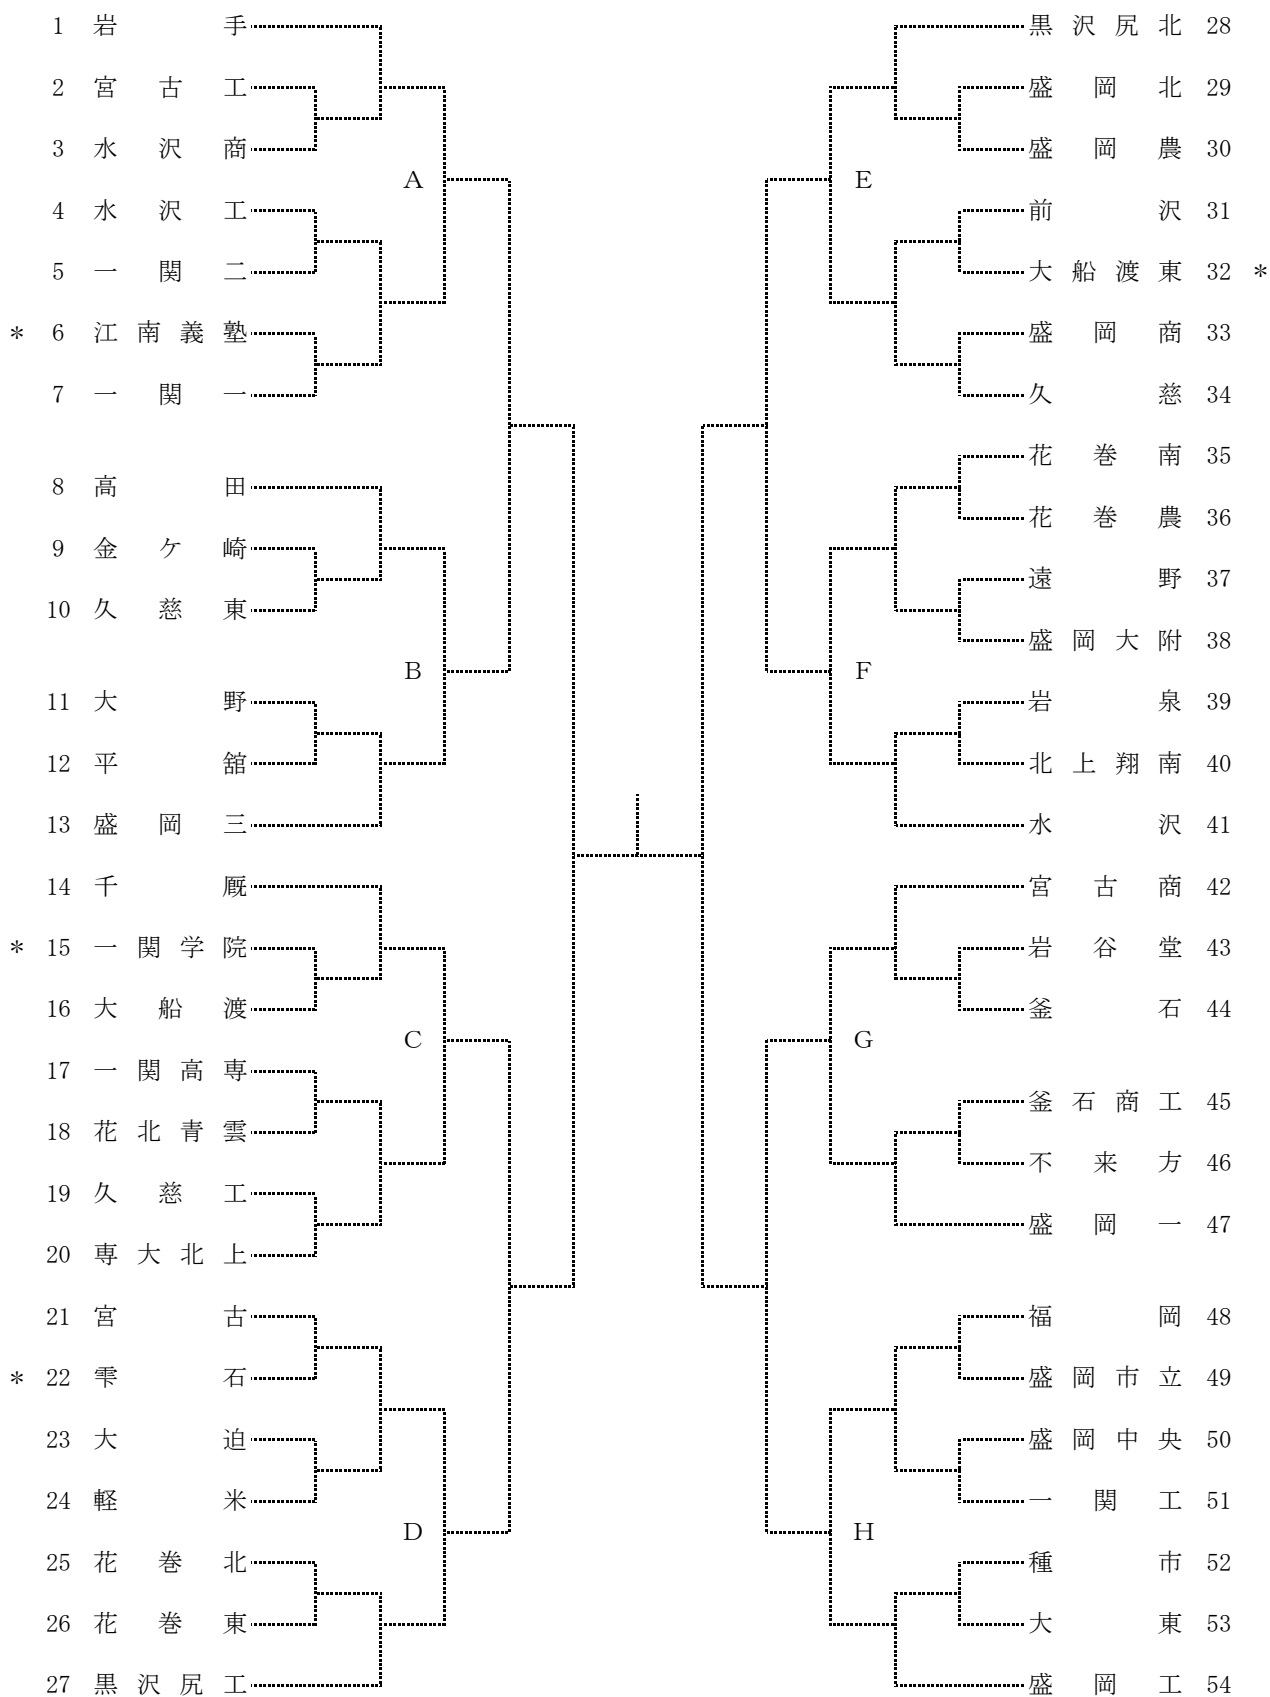 1 岩手
2 宮古工
3 水沢商
A
4 水沢工
5 一関二
* 6 江南義塾
7 一関一
8 高田
9 金ケ崎
10 久慈東
B
11 大野
12 平舘
13 盛岡三
14 千厩
* 15 一関学院
16 大船渡
C
17 一関高専
18 花北青雲
19 久慈工
20 専大北上
21 宮古
* 22 雫石
23 大迫
24 軽米
D
25 花巻北
26 花巻東
27 黒沢尻工
黒沢尻北 28
盛岡北 29
盛岡農 30
E
前沢 31
大船渡東 32 *
盛岡商 33
久慈 34
花巻南 35
花巻農 36
遠野 37
盛岡大附 38
F
岩泉 39
北上翔南 40
水沢 41
宮古商 42
岩谷堂 43
釜石 44
G
釜石商工 45
不来方 46
盛岡一 47
福岡 48
盛岡市立 49
盛岡中央 50
一関工 51
H
種市 52
大東 53
盛岡工 54